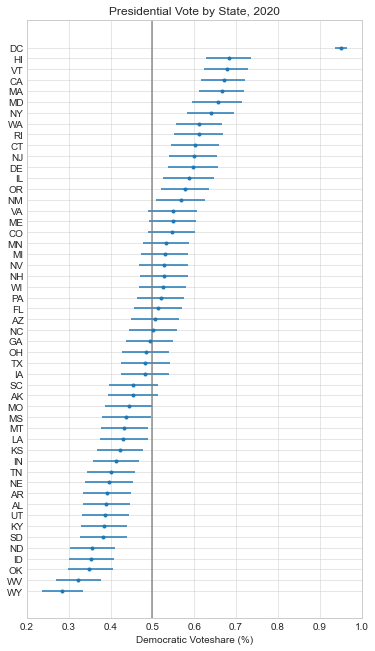 Presidential Vote by State, 2020
DC
HI
VT
CA
MA
MD
NY
WA
RI
CT
NJ
DE
IL
OR
NM
VA
ME
CO
MN
MI
NV
NH
WI
PA
FL
AZ
NC
GA
OH
TX
IA
SC
AK
MO
MS
MT
LA
KS
IN
TN
NE
AR
AL
UT
KY
SD
ND
ID
OK
WV
WY
0.2 0.3 0.4 0.5 0.6 0.7 0.8 0.9 1.0
Democratic Voteshare (%)